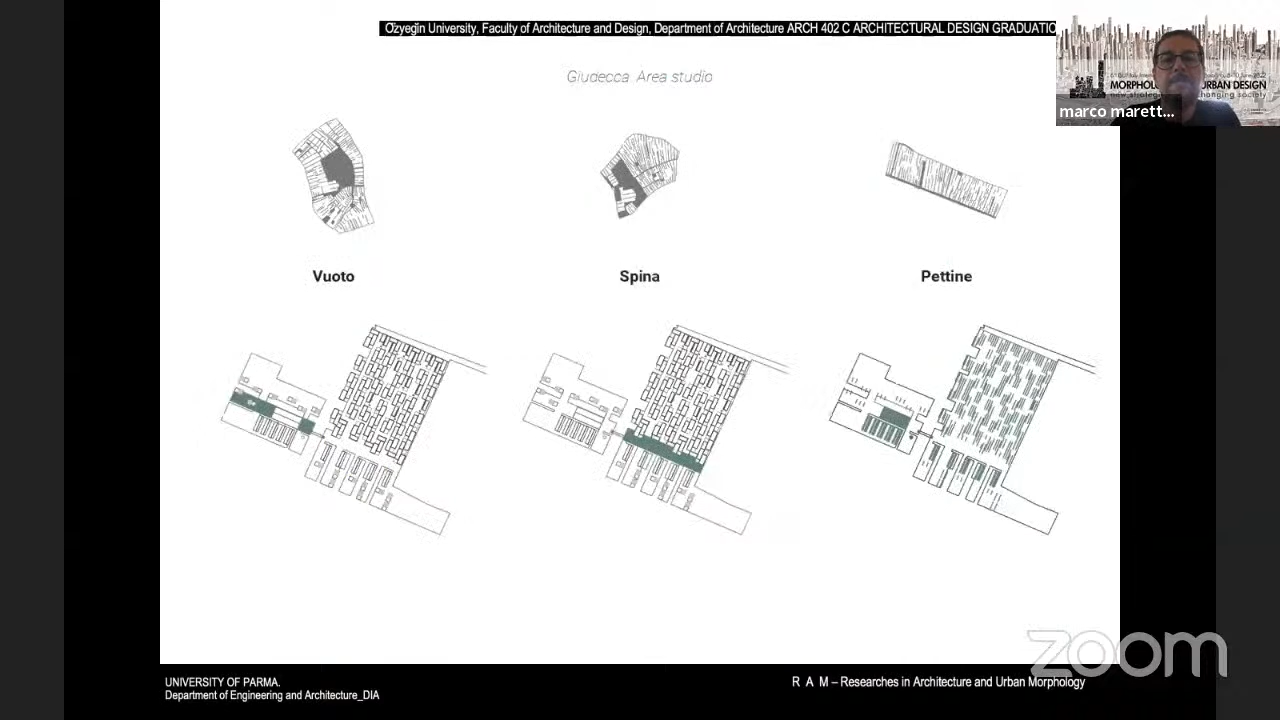 Ozyegin University, Faculty of Architecture and Design, Department of Architecture ARCH 402 C ARCHITECTURAL DESIGN GRADUATIO
Giudecca Area studio
marco marett...
Vuoto
Spina
Pettine
zoom
UNIVERSITY OF PARMA.
Department of Engineering and Architecture_DIA
R A M – Researches in Architecture and Urban Morphology